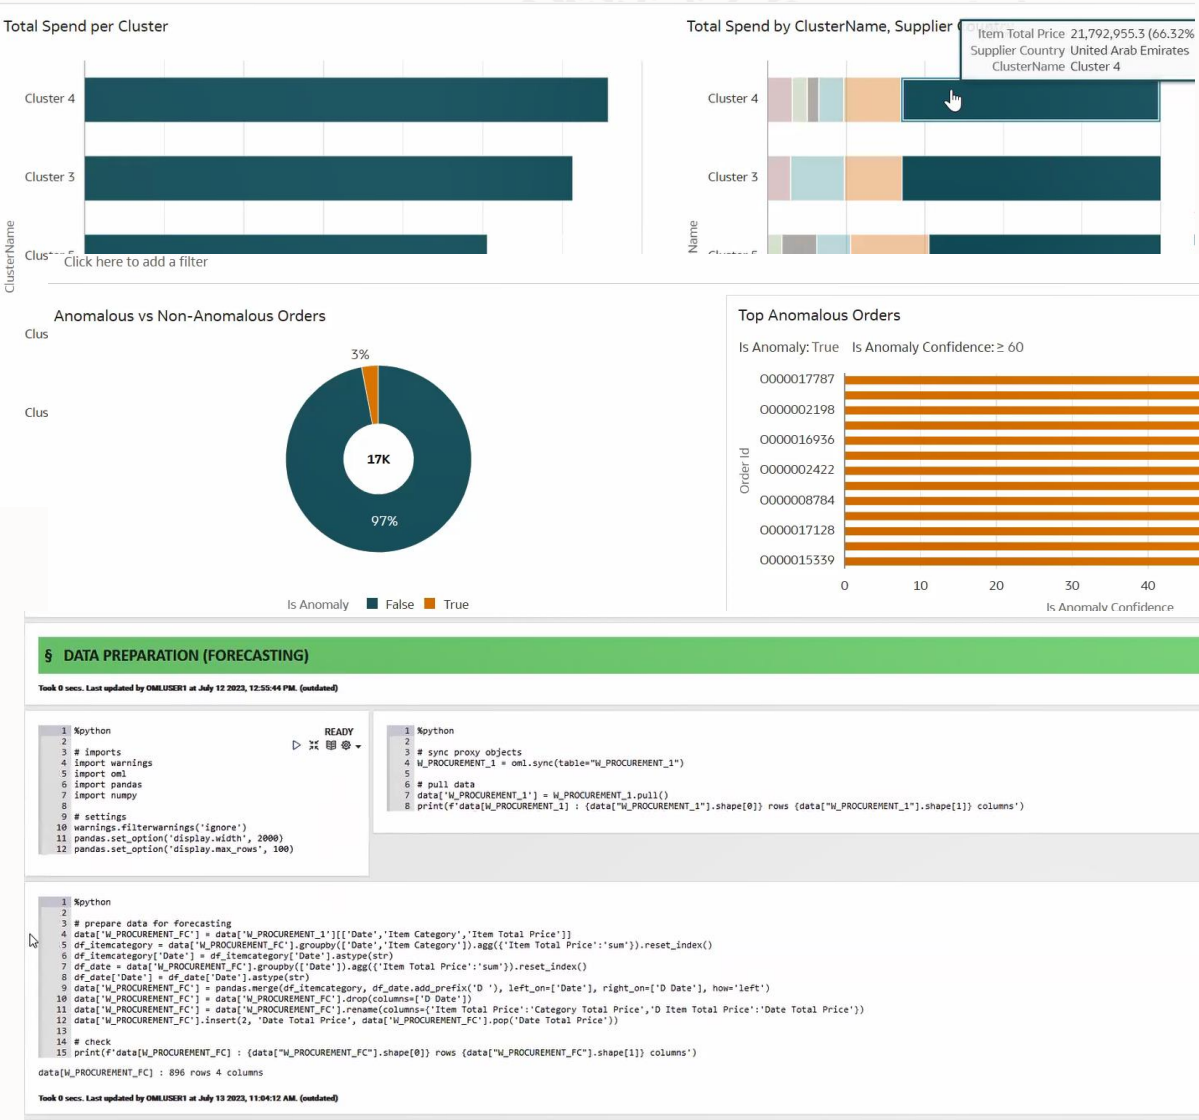 Total Spend per Cluster
Cluster 4
Cluster 3
ClusterName
Click here to add a filter
Clus
Clus
Total Spend by ClusterName, Supplier
Item Total Price 21,792,955.3 (66.32%
Supplier Country United Arab Emirates
ClusterName Cluster 4
Cluster 4
Cluster 3
Name
Anomalous vs Non-Anomalous Orders
3%
17K
97%
Is Anomaly False True
Top Anomalous Orders
Is Anomaly: True Is Anomaly Confidence: ≥ 60
O000017787
O000002198
O000016936
O000002422
O000008784
O000017128
O000015339
Order Id
0 10 20 30 40
Is Anomaly Confidence
§ DATA PREPARATION (FORECASTING)
Took 0 secs. Last updated by OMLUSER1 at July 12 2023, 12:55:44 PM. (outdated)
READY
1 %python
2
3 # imports
4 import warnings
5 import oml
6 import pandas
7 import numpy
8
9 # settings
10 warnings.filterwarnings('ignore')
11 pandas.set_option('display.width', 2000)
12 pandas.set_option('display.max_rows', 100)
1 %python
2
3 # sync proxy objects
4 W_PROCUREMENT_1 = oml.sync(table="W_PROCUREMENT_1")
5
6 # pull data
7 data['W_PROCUREMENT_1'] = W_PROCUREMENT_1.pull()
8 print(f'data[W_PROCUREMENT_1] : {data["W_PROCUREMENT_1"].shape[0]} rows {data["W_PROCUREMENT_1"].shape[1]} columns')
1 %python
2
3 # prepare data for forecasting
4 data['W_PROCUREMENT_FC'] = data['W_PROCUREMENT_1'][['Date','Item Category','Item Total Price']]
5 df_itemcategory = data['W_PROCUREMENT_FC'].groupby(['Date','Item Category']).agg({'Item Total Price':'sum'}).reset_index()
6 df_itemcategory['Date'] = df_itemcategory['Date'].astype(str)
7 df_date = data['W_PROCUREMENT_FC'].groupby(['Date']).agg({'Item Total Price':'sum'}).reset_index()
8 df_date['Date'] = df_date['Date'].astype(str)
9 data['W_PROCUREMENT_FC'] = pandas.merge(df_itemcategory, df_date.add_prefix('D '), left_on=['Date'], right_on=['D Date'], how='left')
10 data['W_PROCUREMENT_FC'] = data['W_PROCUREMENT_FC'].drop(columns=['D Date'])
11 data['W_PROCUREMENT_FC'] = data['W_PROCUREMENT_FC'].rename(columns={'Item Total Price':'Category Total Price','D Item Total Price':'Date Total Price'})
12 data['W_PROCUREMENT_FC'].insert(2, 'Date Total Price', data['W_PROCUREMENT_FC'].pop('Date Total Price'))
13
14 # check
15 print(f'data[W_PROCUREMENT_FC] : {data["W_PROCUREMENT_FC"].shape[0]} rows {data["W_PROCUREMENT_FC"].shape[1]} columns')
data[W_PROCUREMENT_FC] : 896 rows 4 columns
Took 0 secs. Last updated by OMLUSER1 at July 13 2023, 11:04:12 AM. (outdated)